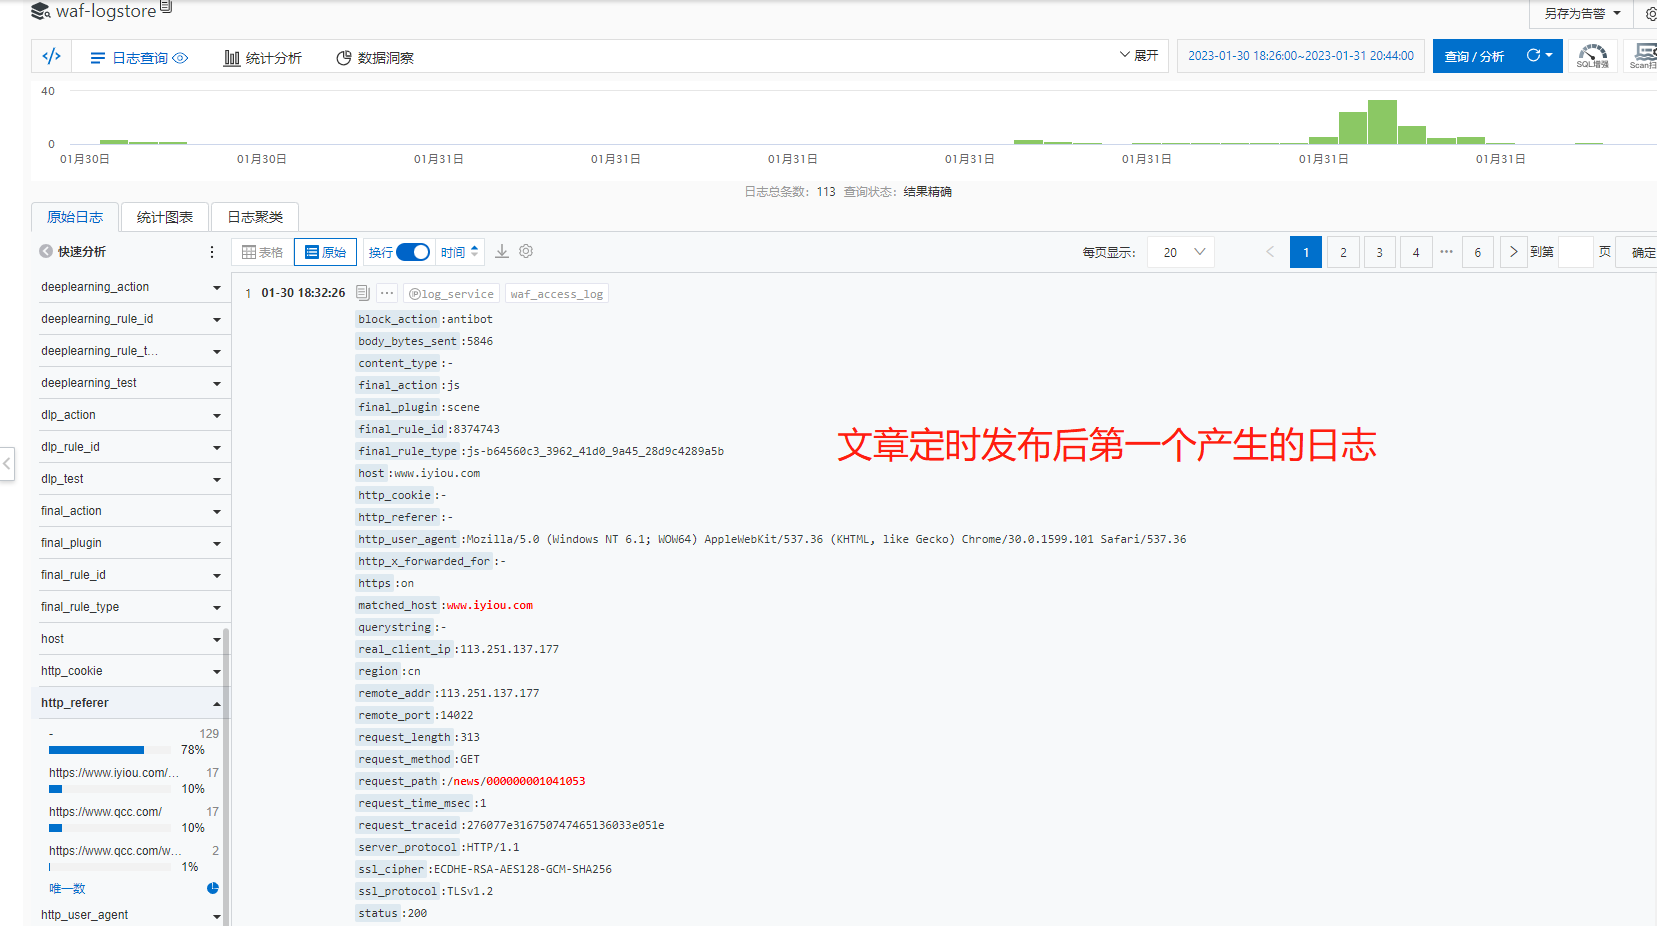 waf-logstore
另存为告警
</>
日志查询
统计分析
数据洞察
展开
2023-01-30 18:26:00~2023-01-31 20:44:00
查询 / 分析
SQL增强
40
0
01月30日
01月30日
01月31日
01月31日
01月31日
01月31日
01月31日
01月31日
01月31日
日志总条数: 113 查询状态: 结果精确
原始日志
统计图表
日志聚类
快速分析
表格
原始
换行
时间
每页显示:
20
1
2
3
4
...
6
到第
页
确定
deeplearning_action
deeplearning_rule_id
deeplearning_rule_t...
deeplearning_test
dlp_action
dlp_rule_id
dlp_test
final_action
final_plugin
final_rule_id
final_rule_type
host
http_cookie
http_referer
- 129
78%
https://www.iyiou.com/... 17
10%
https://www.qcc.com/ 17
10%
https://www.qcc.com/w... 2
1%
唯一数
http_user_agent
1 01-30 18:32:26 ... @log_service waf_access_log
block_action :antibot
body_bytes_sent :5846
content_type :-
final_action :js
final_plugin :scene
final_rule_id :8374743
final_rule_type :js-b64560c3_3962_41d0_9a45_28d9c4289a5b
host :www.iyiou.com
http_cookie :-
http_referer :-
http_user_agent :Mozilla/5.0 (Windows NT 6.1; WOW64) AppleWebKit/537.36 (KHTML, like Gecko) Chrome/30.0.1599.101 Safari/537.36
http_x_forwarded_for :-
https :on
matched_host :www.iyiou.com
querystring :-
real_client_ip :113.251.137.177
region :cn
remote_addr :113.251.137.177
remote_port :14022
request_length :313
request_method :GET
request_path :/news/000000001041053
request_time_msec :1
request_traceid :276077e316750747465136033e051e
server_protocol :HTTP/1.1
ssl_cipher :ECDHE-RSA-AES128-GCM-SHA256
ssl_protocol :TLSv1.2
status :200
文章定时发布后第一个产生的日志